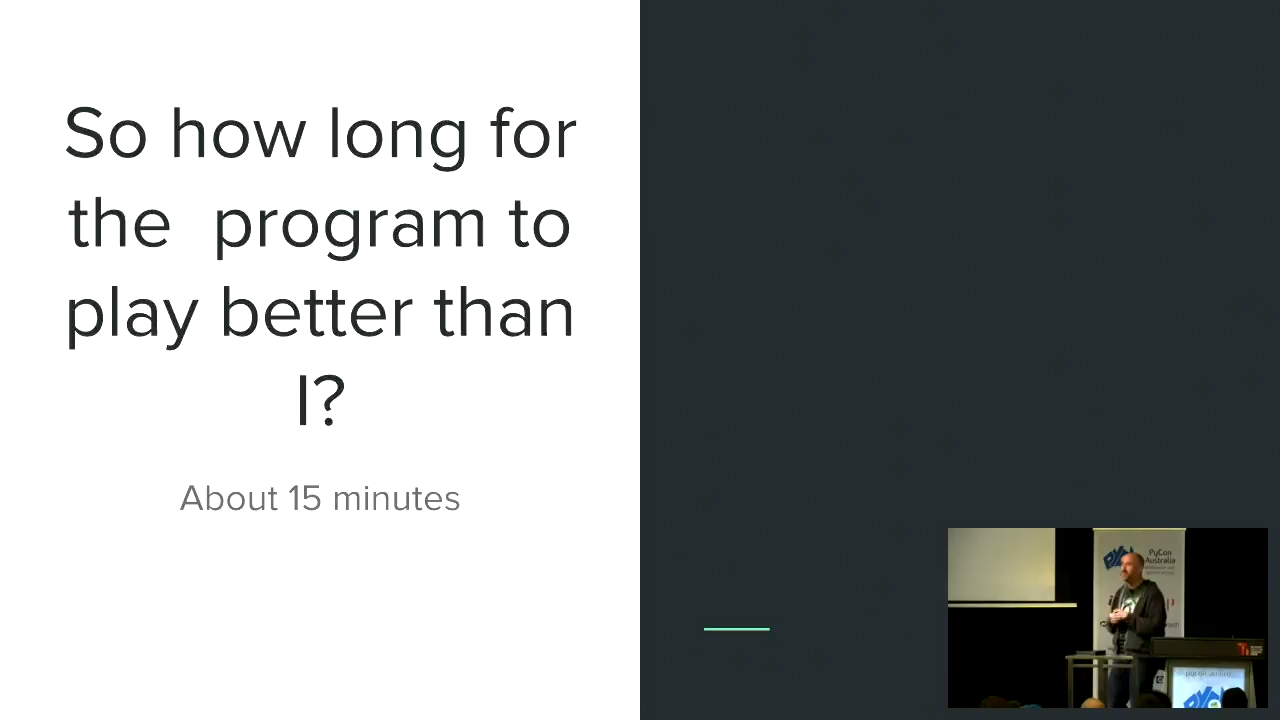 So how long for
the  program to
play better than
I?
About 15 minutes
PyCon
Australia